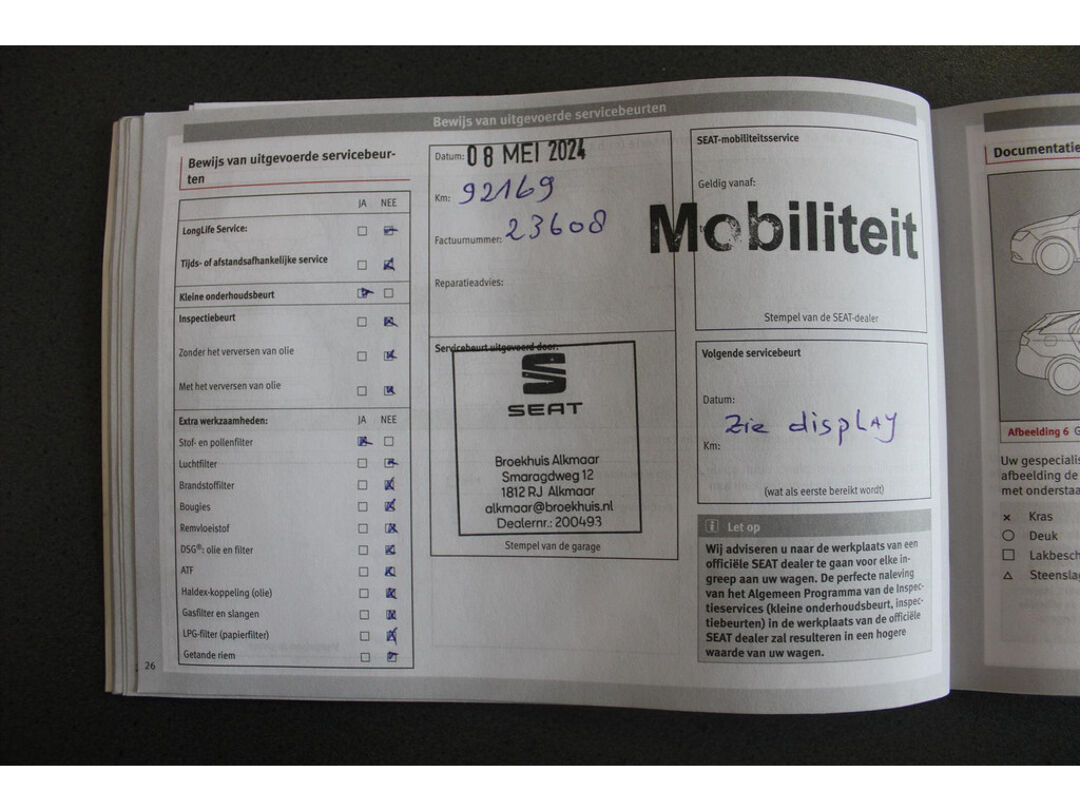 Bewijs van uitgevoerde servicebeurten
Bewijs van uitgevoerde servicebeur-
ten
JA NEE
LongLife Service:
Tijds- of afstandsafhankelijke service
Kleine onderhoudsbeurt
Inspectiebeurt
Zonder het verversen van olie
Met het verversen van olie
Extra werkzaamheden: JA NEE
Stof- en pollenfilter
Luchtfilter
Brandstoffilter
Bougies
Remvloeistof
DSG®: olie en filter
ATF
Haldex-koppeling (olie)
Gasfilter en slangen
LPG-filter (papierfilter)
Getande riem
26
Datum: 08 MEI 2024
Km: 92169
Factuurnummer: 23608
Reparatieadvies:
Servicebeurt uitgevoerd door:
SEAT
Broekhuis Alkmaar
Smaragdweg 12
1812 RJ Alkmaar
alkmaar@broekhuis.nl
Dealernr.: 200493
Stempel van de garage
SEAT-mobiliteitsservice
Geldig vanaf:
Mobiliteit
Stempel van de SEAT-dealer
Volgende servicebeurt
Datum:
Zie display
Km:
(wat als eerste bereikt wordt)
i Let op
Wij adviseren u naar de werkplaats van een
officiële SEAT dealer te gaan voor elke in-
greep aan uw wagen. De perfecte naleving
van het Algemeen Programma van de Inspec-
tieservices (kleine onderhoudsbeurt, inspec-
tiebeurten) in de werkplaats van de officiële
SEAT dealer zal resulteren in een hogere
waarde van uw wagen.
Documentatie
Afbeelding 6 G
Uw gespecialis
afbeelding de
met onderstaa
× Kras
Deuk
Lakbesch
Steenslag